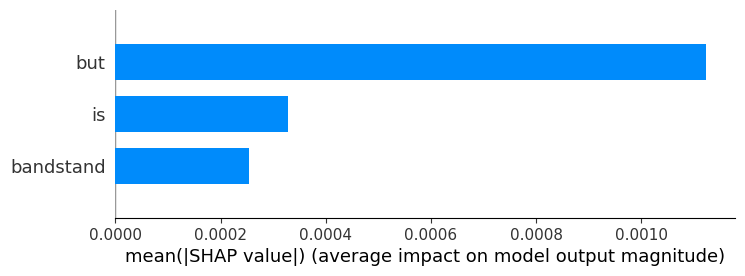 but
is
bandstand
0.0000 0.0002 0.0004 0.0006 0.0008 0.0010
mean(|SHAP value|) (average impact on model output magnitude)